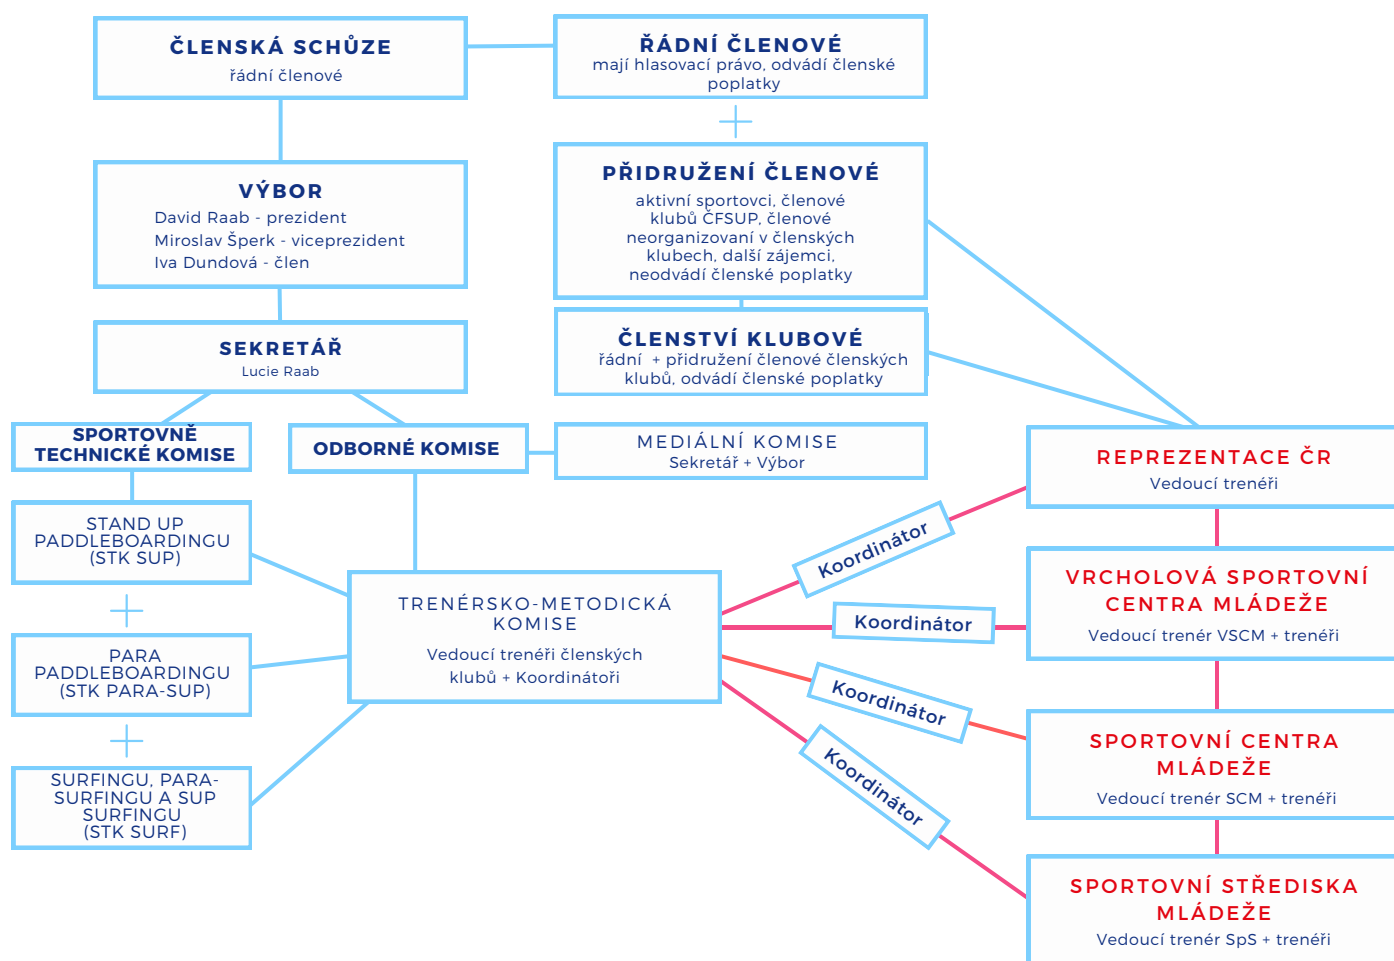 ČLENSKÁ SCHŮZE
řádní členové
ŘÁDNÍ ČLENOVÉ
mají hlasovací právo, odvádí členské
poplatky
VÝBOR
David Raab - prezident
Miroslav Šperk - viceprezident
Iva Dundová - člen
PŘIDRUŽENÍ ČLENOVÉ
aktivní sportovci, členové
klubů ČFSUP, členové
neorganizovaní v členských
klubech, další zájemci,
neodvádí členské poplatky
SEKRETÁŘ
Lucie Raab
ČLENSTVÍ KLUBOVÉ
řádní + přidružení členové členských
klubů, odvádí členské poplatky
SPORTOVNĚ
TECHNICKÉ KOMISE
ODBORNÉ KOMISE
MEDIÁLNÍ KOMISE
Sekretář + Výbor
STAND UP
PADDLEBOARDINGU
(STK SUP)
PARA
PADDLEBOARDINGU
(STK PARA-SUP)
SURFINGU, PARA-
SURFINGU A SUP
SURFINGU
(STK SURF)
TRENÉRSKO-METODICKÁ
KOMISE
Vedoucí trenéři členských
klubů + Koordinátoři
Koordinátor
Koordinátor
Koordinátor
Koordinátor
REPREZENTACE ČR
Vedoucí trenéři
VRCHOLOVÁ SPORTOVNÍ
CENTRA MLÁDEŽE
Vedoucí trenér VSCM + trenéři
SPORTOVNÍ CENTRA
MLÁDEŽE
Vedoucí trenér SCM + trenéři
SPORTOVNÍ STŘEDISKA
MLÁDEŽE
Vedoucí trenér SpS + trenéři